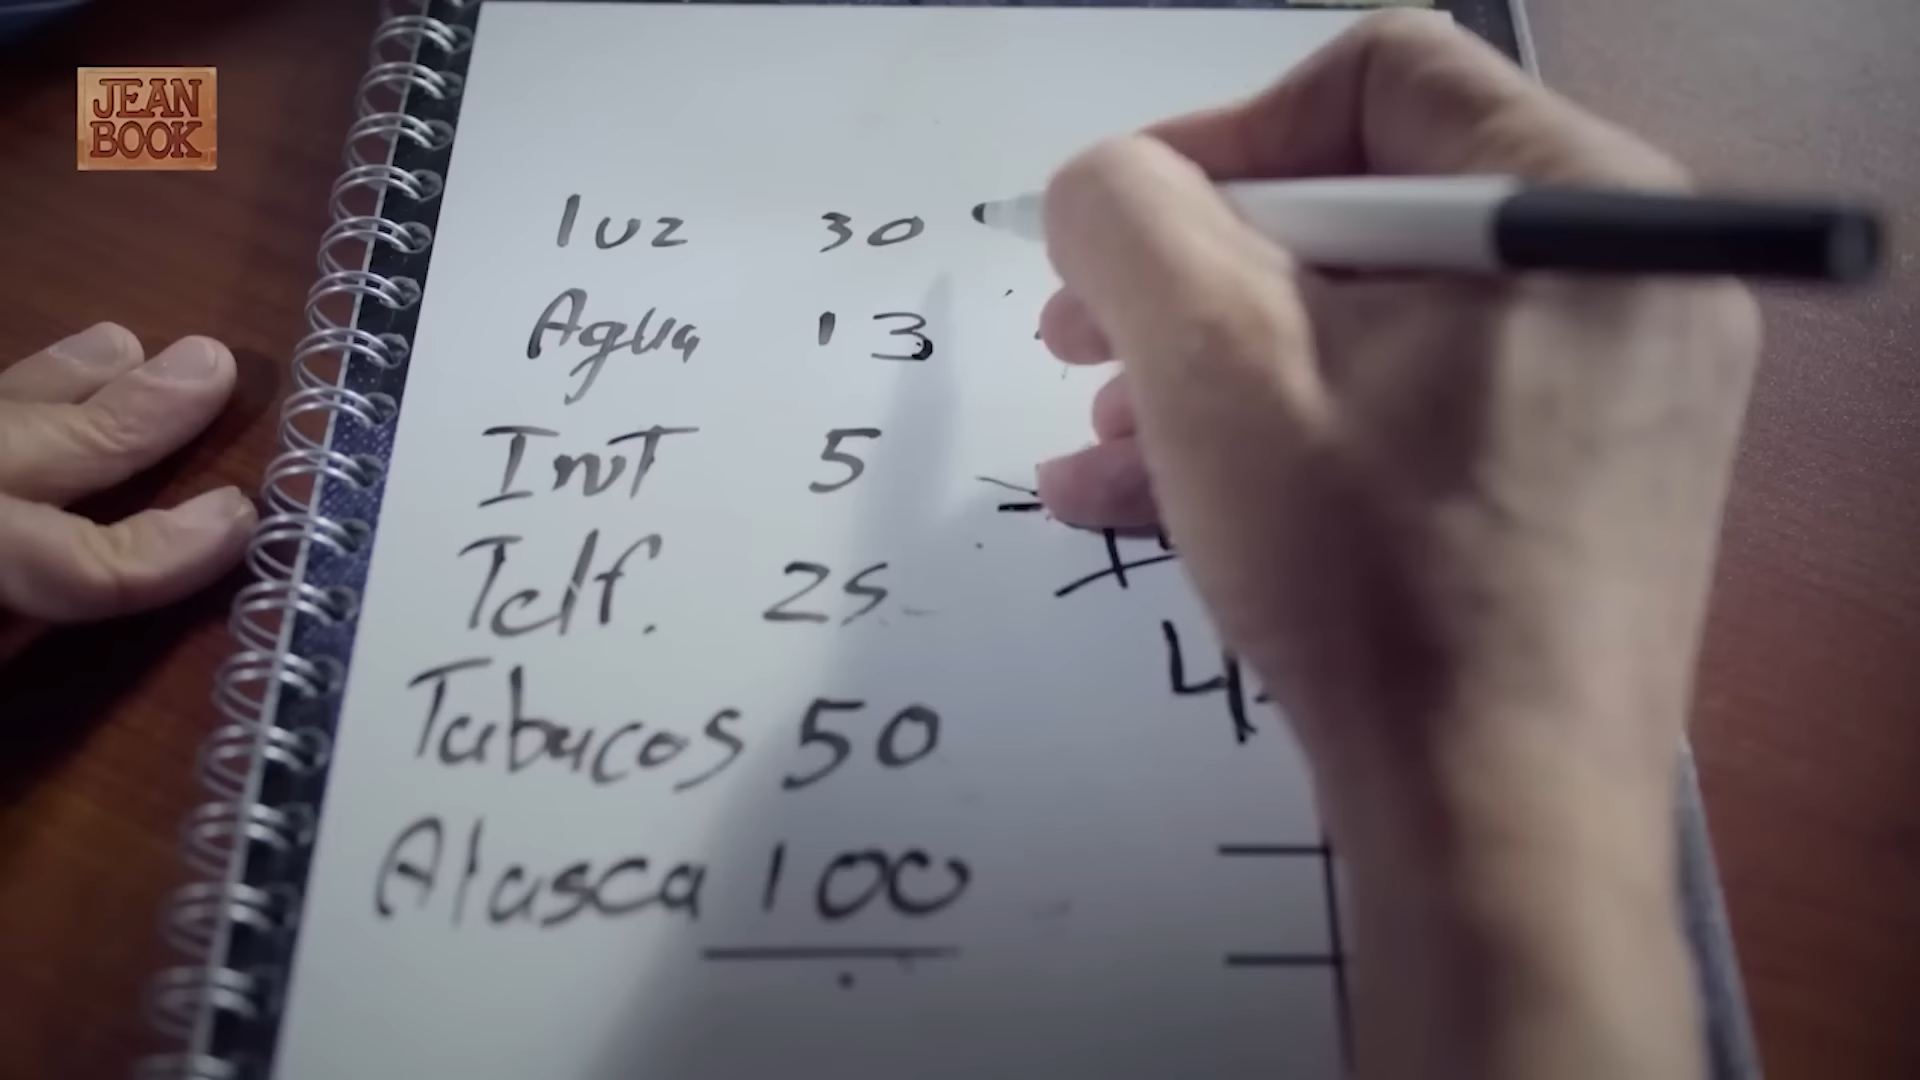 JEAN
BOOK
luz 30
Agua 13
InT 5
Telf. 25
Tabacos 50
Alasca 100